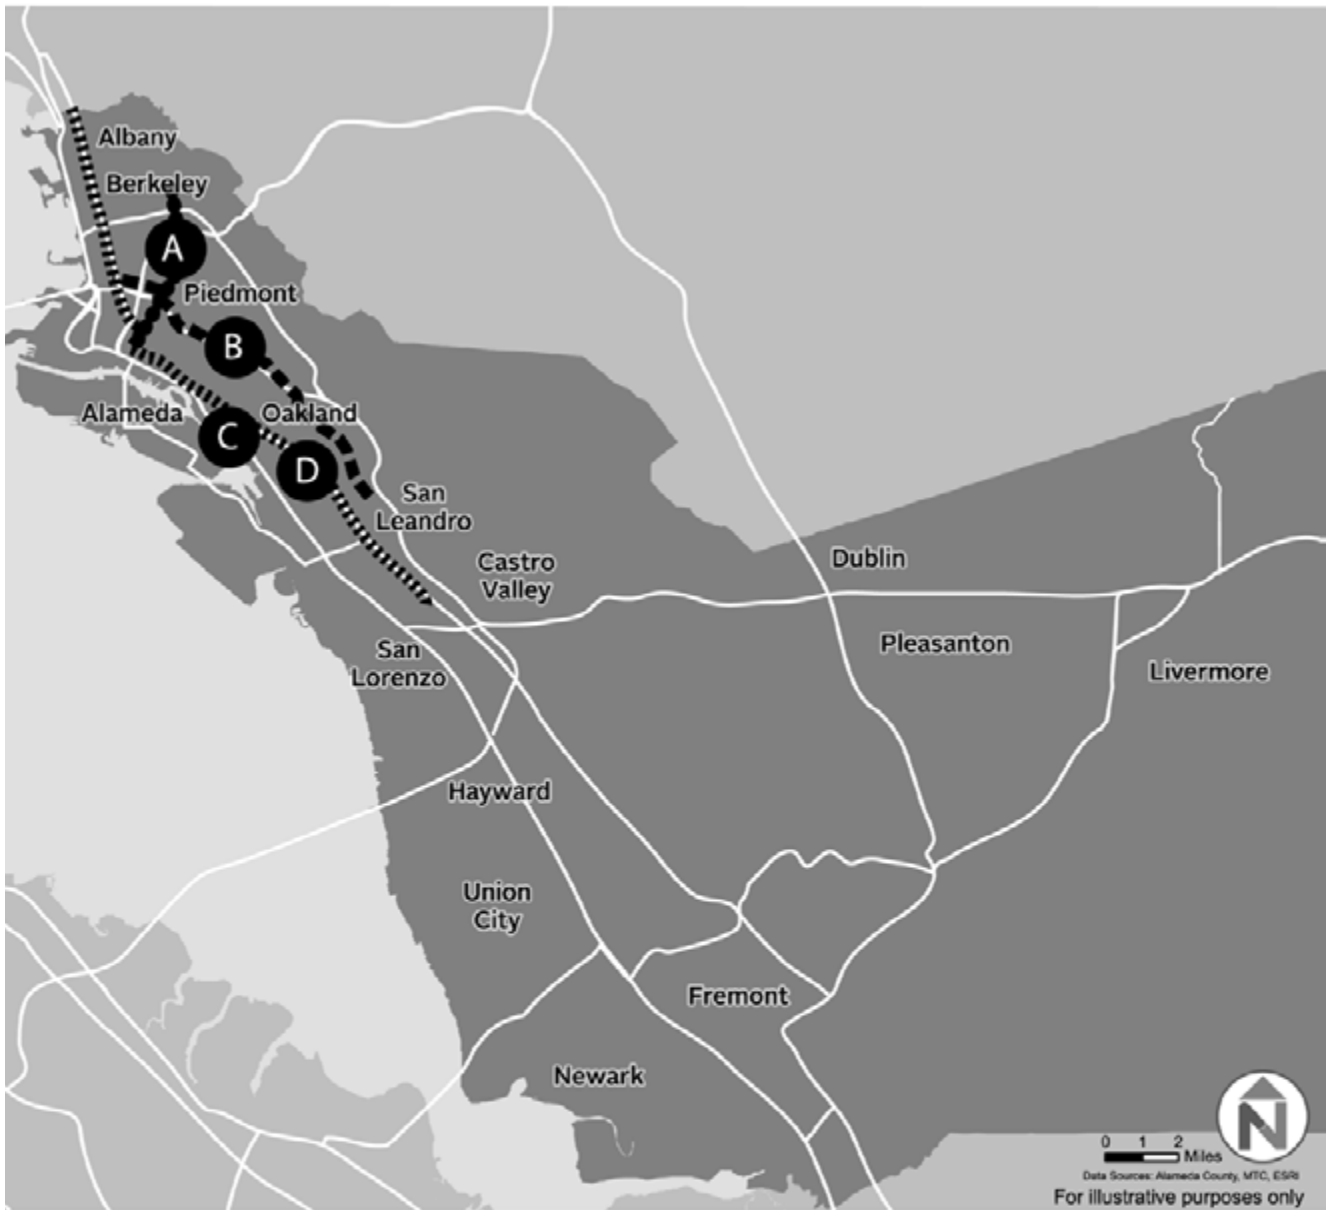 Albany
Berkeley
A
Piedmont
B
Alameda
Oakland
C
D
San
Leandro
Castro
Valley
Dublin
San
Lorenzo
Pleasanton
Livermore
Hayward
Union
City
Fremont
Newark
N
0 1 2
Miles
Data Sources: Alameda County, MTC, ESRI
For illustrative purposes only